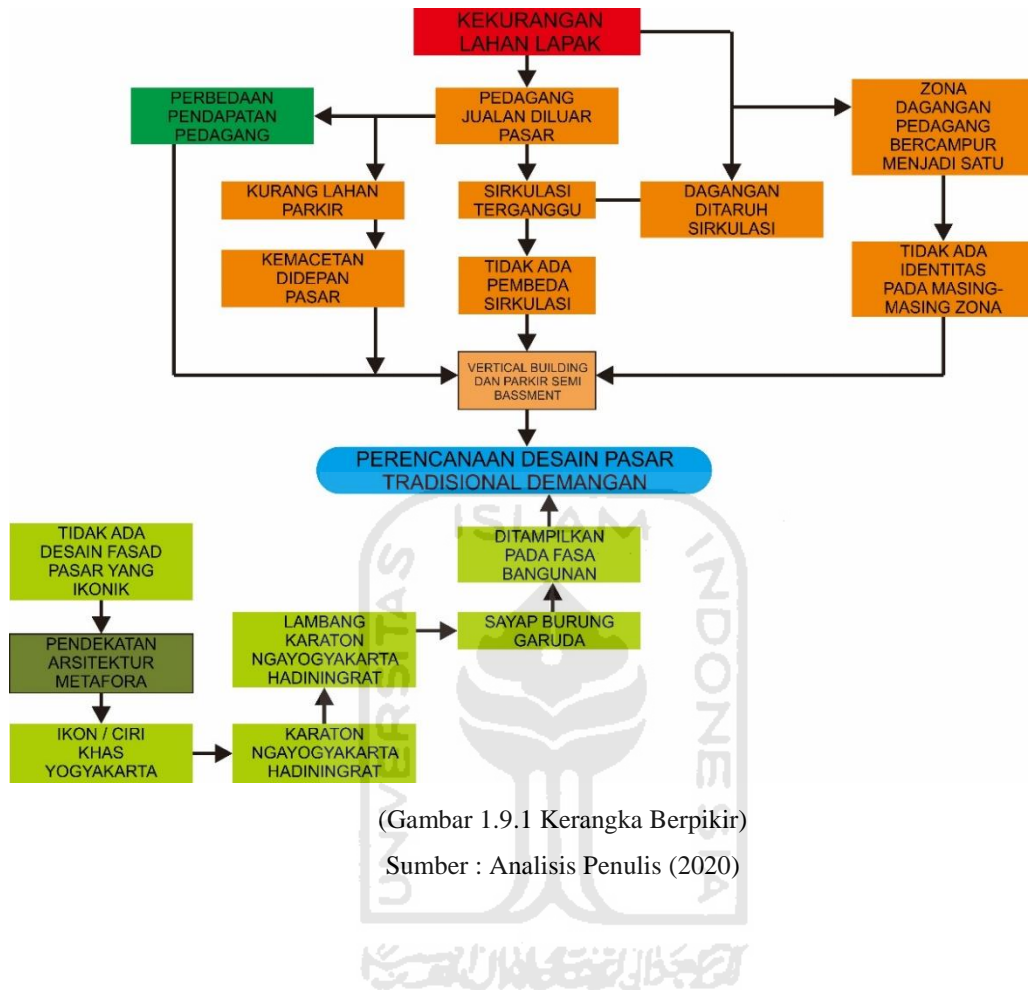 KEKURANGAN
LAHAN LAPAK
PERBEDAAN
PENDAPATAN
PEDAGANG
PEDAGANG
JUALAN DILUAR
PASAR
ZONA
DAGANGAN
PEDAGANG
BERCAMPUR
MENJADI SATU
KURANG LAHAN
PARKIR
SIRKULASI
TERGANGGU
DAGANGAN
DITARUH
SIRKULASI
KEMACETAN
DIDEPAN
PASAR
TIDAK ADA
PEMBEDA
SIRKULASI
TIDAK ADA
IDENTITAS
PADA MASING-
MASING ZONA
VERTICAL BUILDING
DAN PARKIR SEMI
BASSMENT
PERENCANAAN DESAIN PASAR
TRADISIONAL DEMANGAN
TIDAK ADA
DESAIN FASAD
PASAR YANG
IKONIK
DITAMPILKAN
PADA FASA
BANGUNAN
PENDEKATAN
ARSITEKTUR
METAFORA
LAMBANG
KARATON
NGAYOGYAKARTA
HADININGRAT
SAYAP BURUNG
GARUDA
IKON / CIRI
KHAS
YOGYAKARTA
KARATON
NGAYOGYAKARTA
HADININGRAT
UNIVERSITAS
ISLAM
INDONESIA
(Gambar 1.9.1 Kerangka Berpikir)
Sumber : Analisis Penulis (2020)